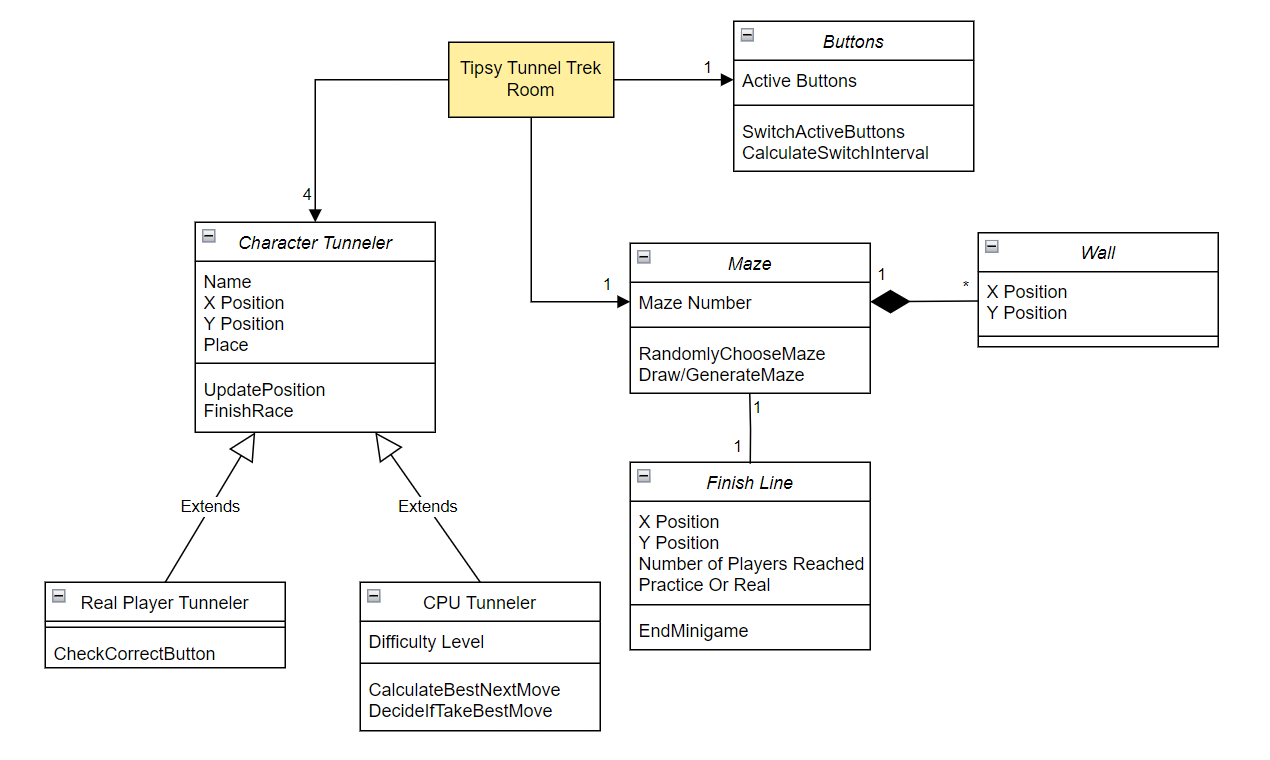 Tipsy Tunnel Trek
Room
1
Buttons
Active Buttons
SwitchActiveButtons
CalculateSwitchInterval
4
Character Tunneler
Name
X Position
Y Position
Place
UpdatePosition
FinishRace
1
Maze
Maze Number
RandomlyChooseMaze
Draw/GenerateMaze
1
*
Wall
X Position
Y Position
1
1
Finish Line
X Position
Y Position
Number of Players Reached
Practice Or Real
EndMinigame
Extends
Extends
Real Player Tunneler
CheckCorrectButton
CPU Tunneler
Difficulty Level
CalculateBestNextMove
DecideIfTakeBestMove